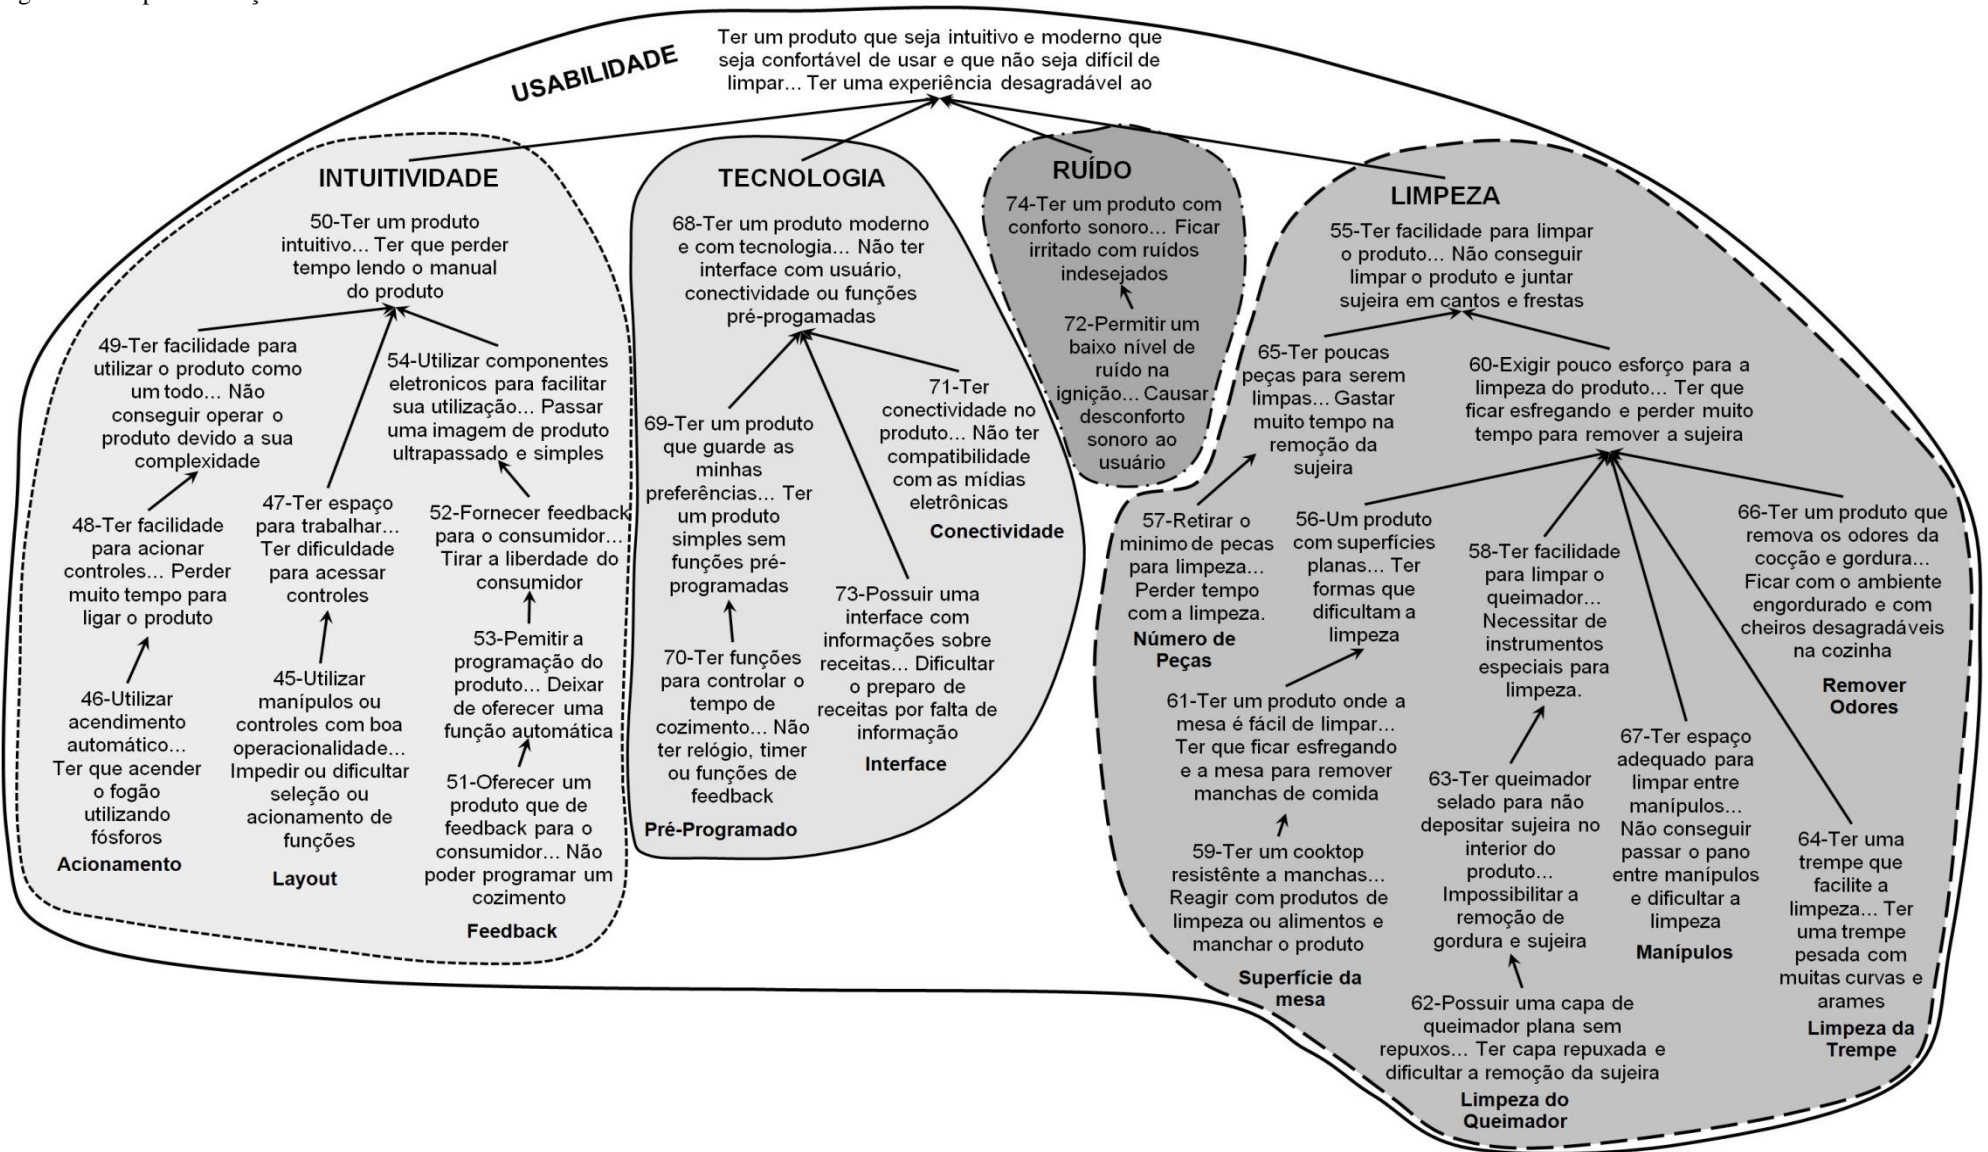 USABILIDADE
Ter um produto que seja intuitivo e moderno que
seja confortável de usar e que não seja difícil de
limpar... Ter uma experiência desagradável ao
INTUITIVIDADE
50-Ter um produto
intuitivo... Ter que perder
tempo lendo o manual
do produto
49-Ter facilidade para
utilizar o produto como
um todo... Não
conseguir operar o
produto devido a sua
complexidade
48-Ter facilidade
para acionar
controles... Perder
muito tempo para
ligar o produto
46-Utilizar
acendimento
automático...
Ter que acender
o fogão
utilizando
fósforos
Acionamento
47-Ter espaço
para trabalhar...
Ter dificuldade
para acessar
controles
45-Utilizar
manípulos ou
controles com boa
operacionalidade...
Impedir ou dificultar
seleção ou
acionamento de
funções
Layout
54-Utilizar componentes
eletronicos para facilitar
sua utilização... Passar
uma imagem de produto
ultrapassado e simples
52-Fornecer feedback
para o consumidor...
Tirar a liberdade do
consumidor
53-Pemitir a
programação do
produto... Deixar
de oferecer uma
função automática
51-Oferecer um
produto que de
feedback para o
consumidor... Não
poder programar um
cozimento
Feedback
TECNOLOGIA
68-Ter um produto moderno
e com tecnologia... Não ter
interface com usuário,
conectividade ou funções
pré-progamadas
69-Ter um produto
que guarde as
minhas
preferências... Ter
um produto
simples sem
funções pré-
programadas
70-Ter funções
para controlar o
tempo de
cozimento... Não
ter relógio, timer
ou funções de
feedback
Pré-Programado
71-Ter
conectividade no
produto... Não ter
compatibilidade
com as mídias
eletrônicas
Conectividade
73-Possuir uma
interface com
informações sobre
receitas... Dificultar
o preparo de
receitas por falta de
informação
Interface
RUÍDO
74-Ter um produto com
conforto sonoro... Ficar
irritado com ruídos
indesejados
72-Permitir um
baixo nível de
ruído na
ignição... Causar
desconforto
sonoro ao
usuário
LIMPEZA
55-Ter facilidade para limpar
o produto... Não conseguir
limpar o produto e juntar
sujeira em cantos e frestas
65-Ter poucas
peças para serem
limpas... Gastar
muito tempo na
remoção da
sujeira
57-Retirar o
minimo de pecas
para limpeza...
Perder tempo
com a limpeza.
Número de
Peças
60-Exigir pouco esforço para a
limpeza do produto... Ter que
ficar esfregando e perder muito
tempo para remover a sujeira
56-Um produto
com superfícies
planas... Ter
formas que
dificultam a
limpeza
61-Ter um produto onde a
mesa é fácil de limpar...
Ter que ficar esfregando
e a mesa para remover
manchas de comida
59-Ter um cooktop
resistênte a manchas...
Reagir com produtos de
limpeza ou alimentos e
manchar o produto
Superfície da
mesa
58-Ter facilidade
para limpar o
queimador...
Necessitar de
instrumentos
especiais para
limpeza.
63-Ter queimador
selado para não
depositar sujeira no
interior do
produto...
Impossibilitar a
remoção de
gordura e sujeira
62-Possuir uma capa de
queimador plana sem
repuxos... Ter capa repuxada e
dificultar a remoção da sujeira
Limpeza do
Queimador
67-Ter espaço
adequado para
limpar entre
manípulos...
Não conseguir
passar o pano
entre manípulos
e dificultar a
limpeza
Manípulos
64-Ter uma
trempe que
facilite a
limpeza... Ter
uma trempe
pesada com
muitas curvas e
arames
Limpeza da
Trempe
66-Ter um produto que
remova os odores da
cocção e gordura...
Ficar com o ambiente
engordurado e com
cheiros desagradáveis
na cozinha
Remover
Odores